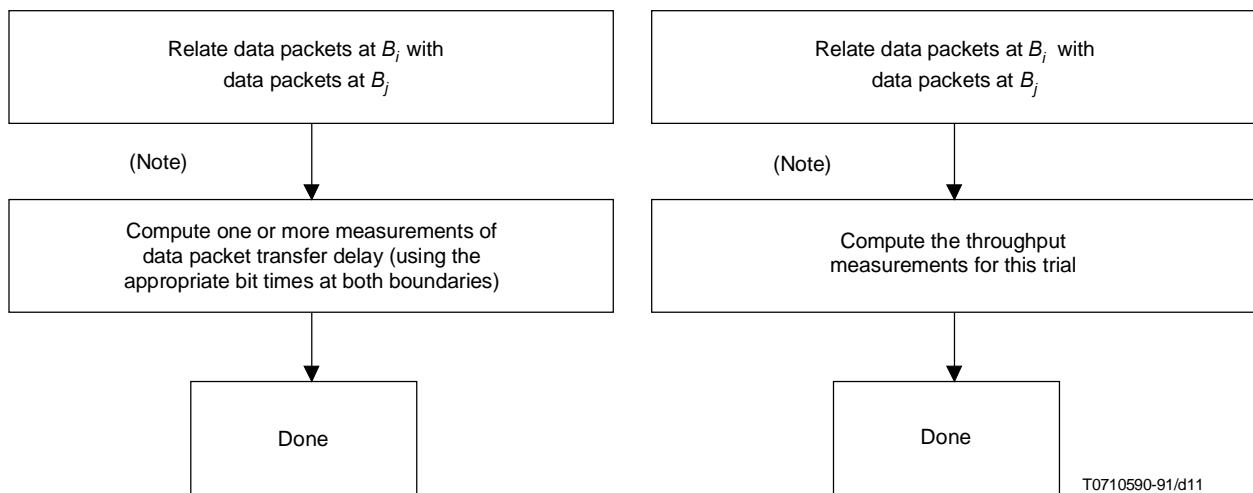 Relate data packets at Bi with
data packets at Bj
(Note)
Compute one or more measurements of
data packet transfer delay (using the
appropriate bit times at both boundaries)
Done
Relate data packets at Bi with
data packets at Bj
(Note)
Compute the throughput
measurements for this trial
Done
T0710590-91/d11